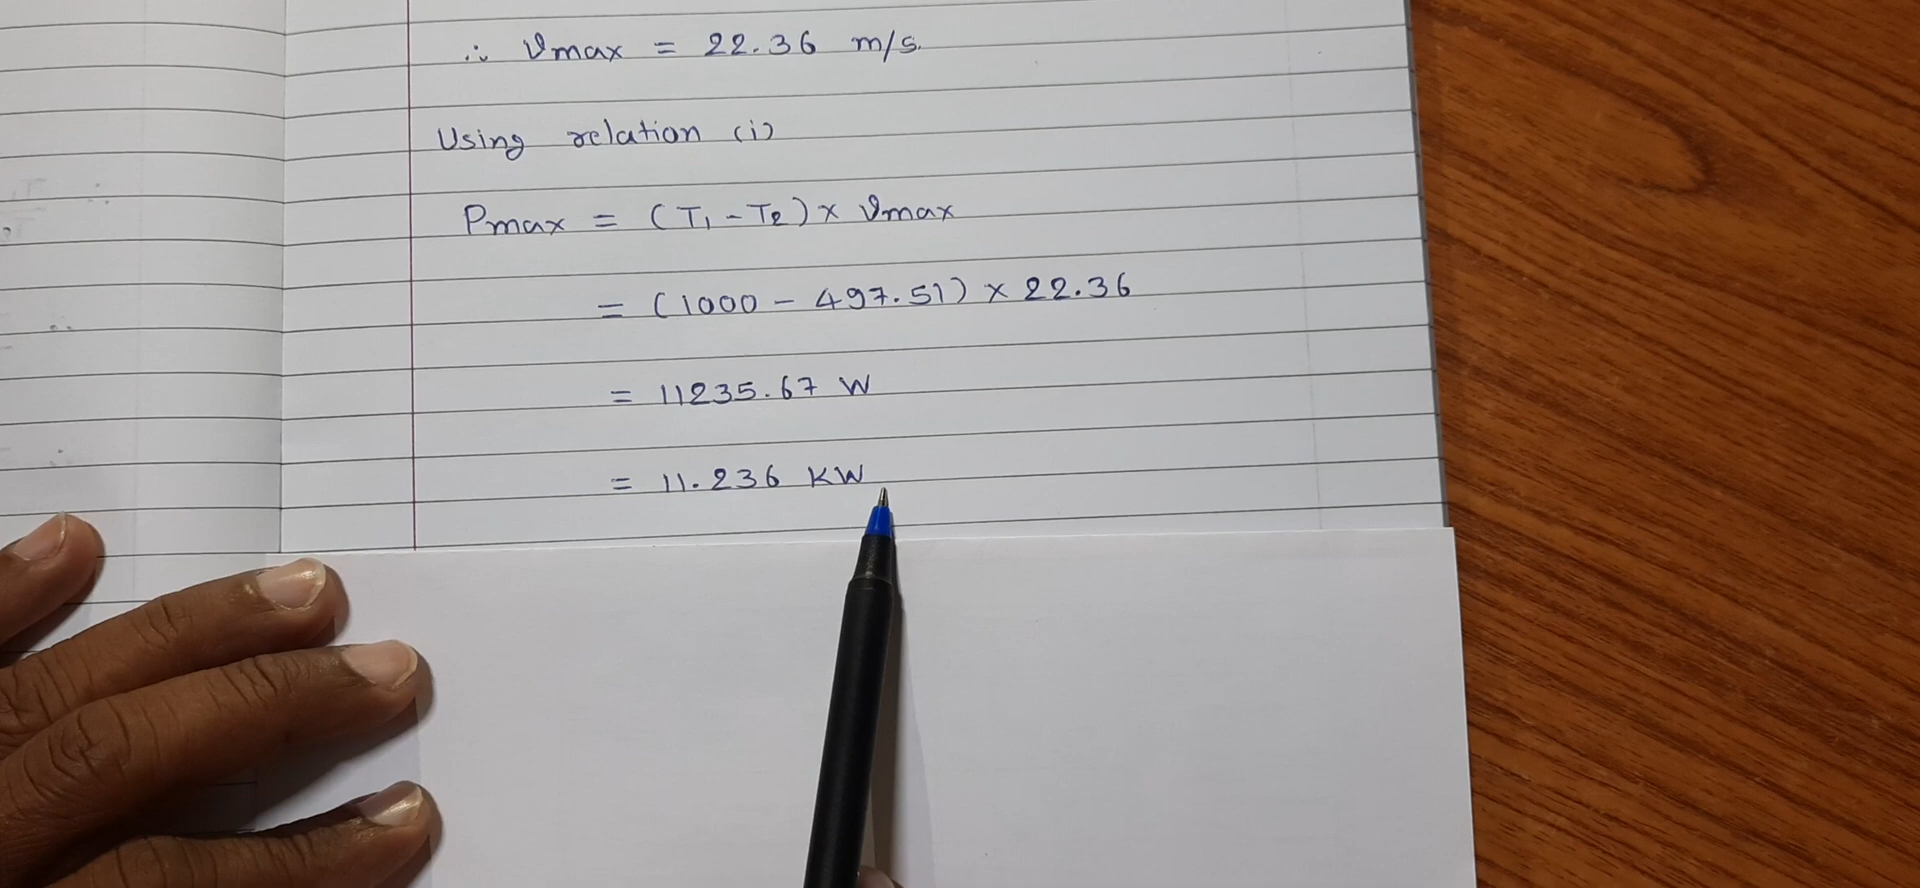 ∴ vmax = 22.36 m/s.
Using relation (i)
Pmax = (T₁ - T₂) × vmax
= (1000 - 497.51) × 22.36
= 11235.67 W
= 11.236 KW